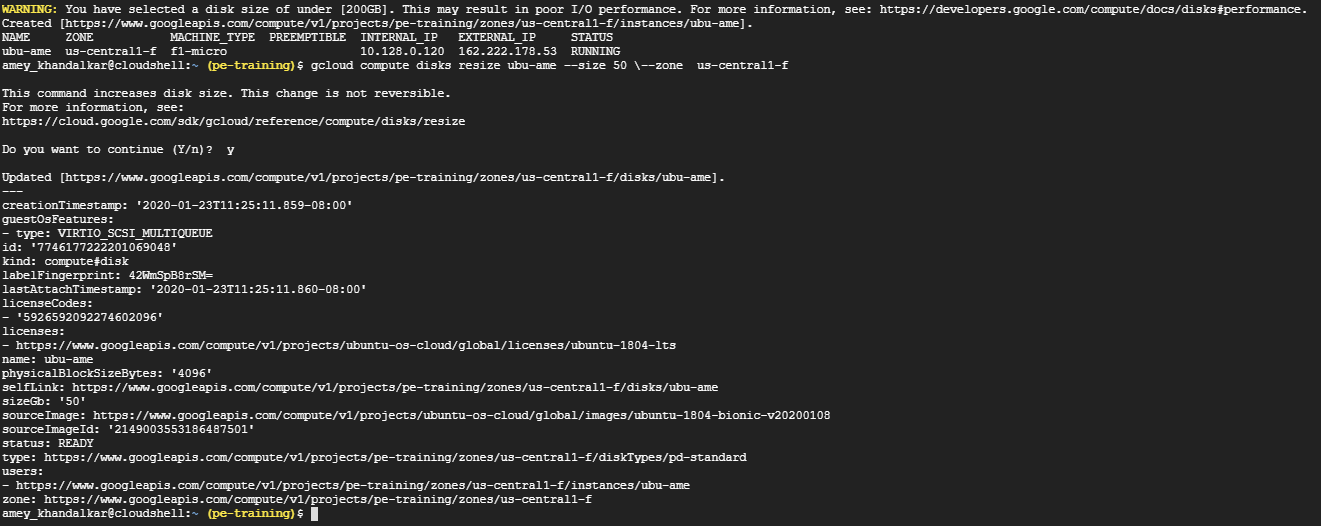 WARNING: You have selected a disk size of under [200GB]. This may result in poor I/O performance. For more information, see: https://developers.google.com/compute/docs/disks#performance.
Created [https://www.googleapis.com/compute/v1/projects/pe-training/zones/us-central1-f/instances/ubu-ame].
NAME     ZONE           MACHINE_TYPE  PREEMPTIBLE  INTERNAL_IP   EXTERNAL_IP     STATUS
ubu-ame  us-central1-f  f1-micro                   10.128.0.120  162.222.178.53  RUNNING
amey_khandalkar@cloudshell:~ (pe-training)$ gcloud compute disks resize ubu-ame --size 50 \--zone  us-central1-f
This command increases disk size. This change is not reversible.
For more information, see:
https://cloud.google.com/sdk/gcloud/reference/compute/disks/resize
Do you want to continue (Y/n)?  y
Updated [https://www.googleapis.com/compute/v1/projects/pe-training/zones/us-central1-f/disks/ubu-ame].
---
creationTimestamp: '2020-01-23T11:25:11.859-08:00'
guestOsFeatures:
- type: VIRTIO_SCSI_MULTIQUEUE
id: '7746177222201069048'
kind: compute#disk
labelFingerprint: 42WmSpB8rSM=
lastAttachTimestamp: '2020-01-23T11:25:11.860-08:00'
licenseCodes:
- '5926592092274602096'
licenses:
- https://www.googleapis.com/compute/v1/projects/ubuntu-os-cloud/global/licenses/ubuntu-1804-lts
name: ubu-ame
physicalBlockSizeBytes: '4096'
selfLink: https://www.googleapis.com/compute/v1/projects/pe-training/zones/us-central1-f/disks/ubu-ame
sizeGb: '50'
sourceImage: https://www.googleapis.com/compute/v1/projects/ubuntu-os-cloud/global/images/ubuntu-1804-bionic-v20200108
sourceImageId: '2149003553186487501'
status: READY
type: https://www.googleapis.com/compute/v1/projects/pe-training/zones/us-central1-f/diskTypes/pd-standard
users:
- https://www.googleapis.com/compute/v1/projects/pe-training/zones/us-central1-f/instances/ubu-ame
zone: https://www.googleapis.com/compute/v1/projects/pe-training/zones/us-central1-f
amey_khandalkar@cloudshell:~ (pe-training)$